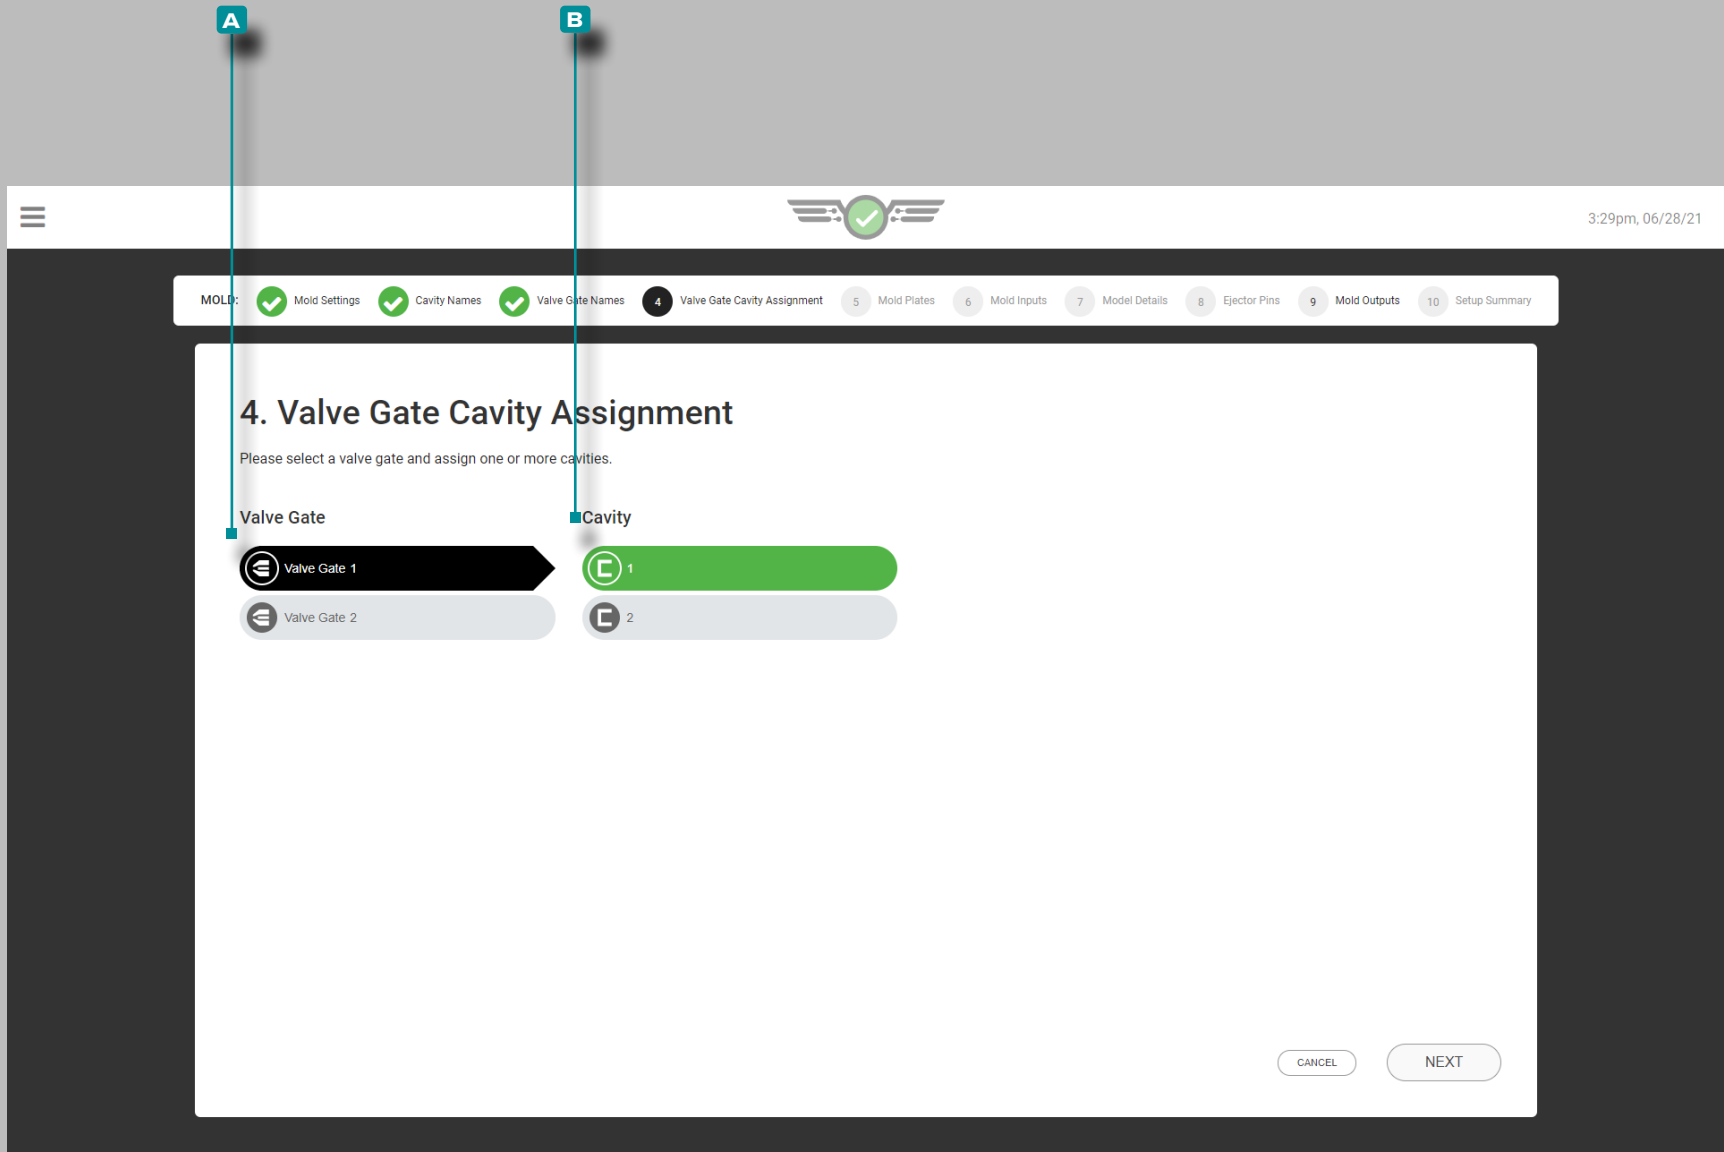 A
B
3:29pm, 06/28/21
MOLD: Mold Settings Cavity Names Valve Gate Names 4 Valve Gate Cavity Assignment 5 Mold Plates 6 Mold Inputs 7 Model Details 8 Ejector Pins 9 Mold Outputs 10 Setup Summary
4. Valve Gate Cavity Assignment
Please select a valve gate and assign one or more cavities.
Valve Gate
Cavity
Valve Gate 1
1
Valve Gate 2
2
CANCEL
NEXT